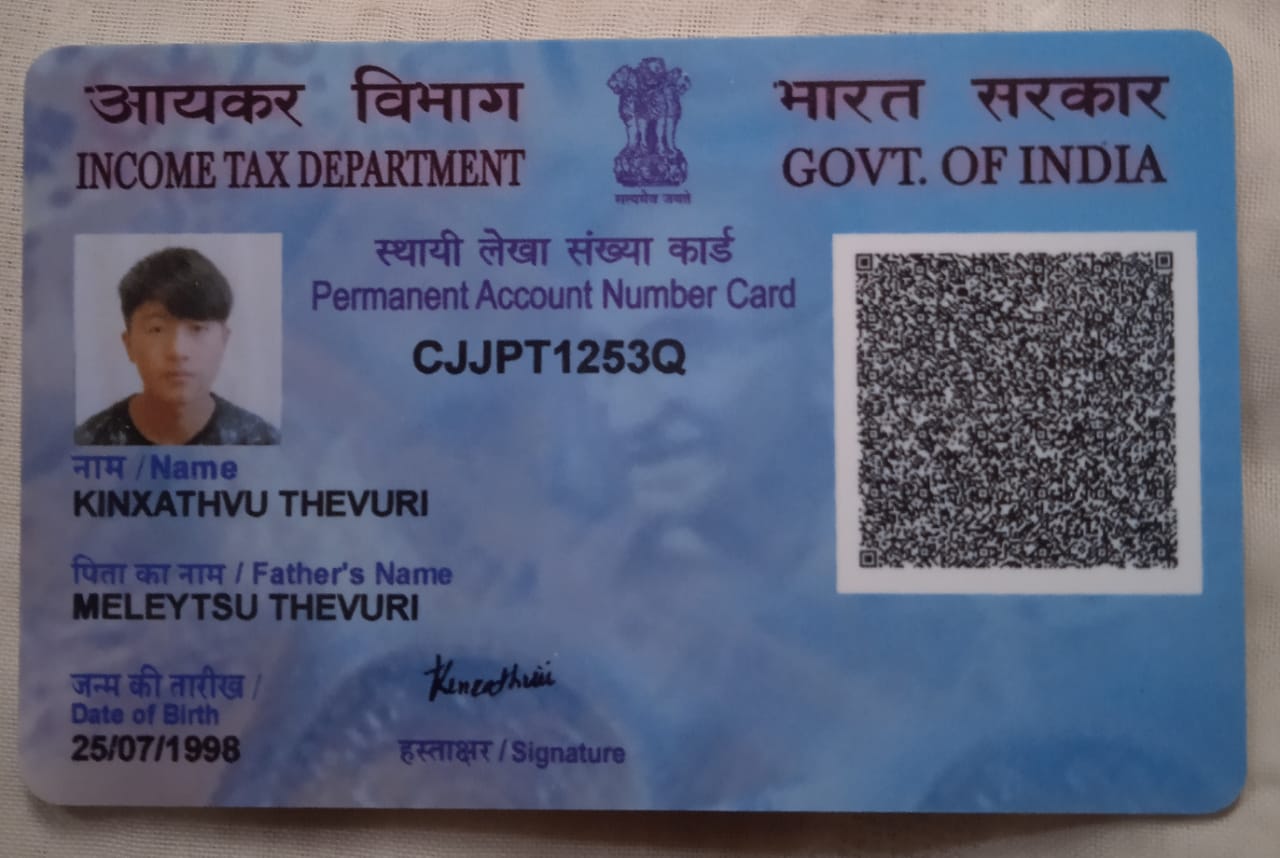 आयकर विभाग
INCOME TAX DEPARTMENT
सत्यमेव जयते
भारत सरकार
GOVT. OF INDIA
स्थायी लेखा संख्या कार्ड
Permanent Account Number Card
CJJPT1253Q
नाम / Name
KINXATHVU THEVURI
पिता का नाम / Father's Name
MELEYTSU THEVURI
जन्म की तारीख /
Date of Birth
25/07/1998
हस्ताक्षर / Signature